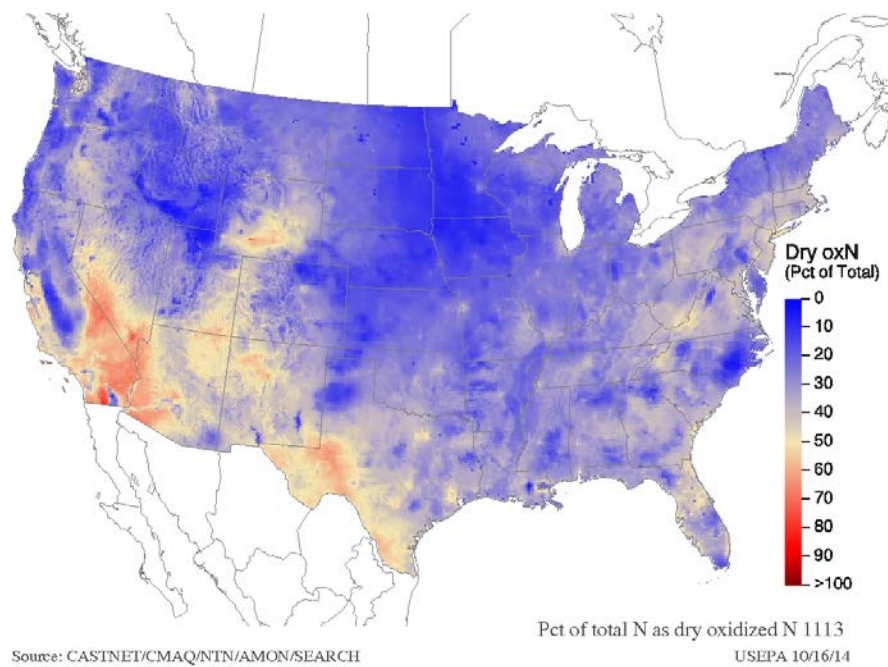 Dry oxN
(Pct of Total)
0
10
20
30
40
50
60
70
80
90
>100
Pct of total N as dry oxidized N 1113
Source: CASTNET/CMAQ/NTN/AMON/SEARCH
USEPA 10/16/14